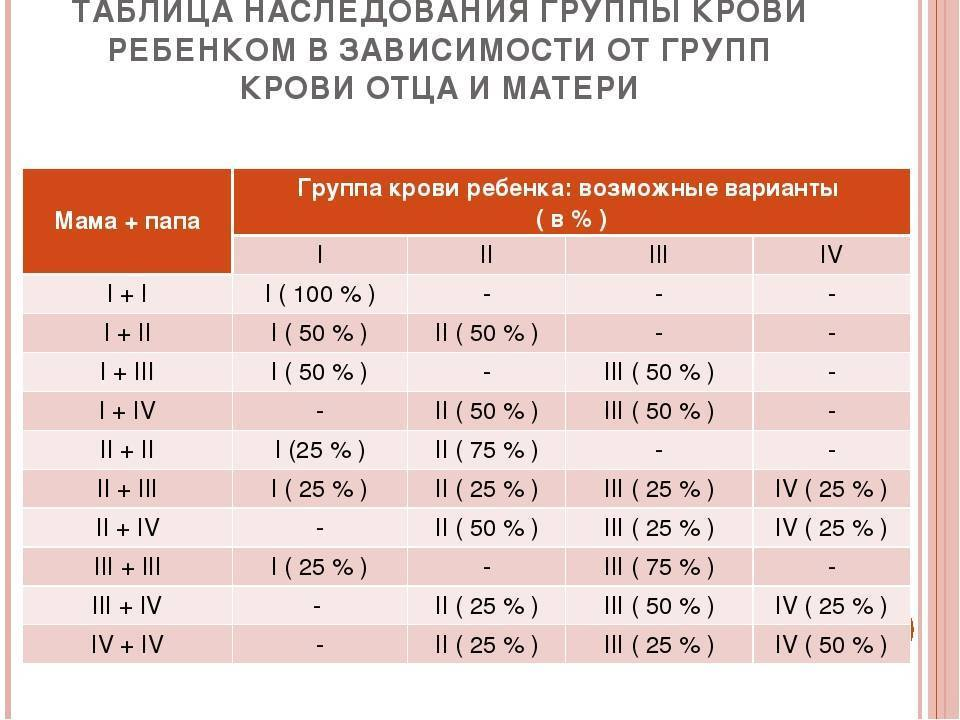 ТАБЛИЦА НАСЛЕДОВАНИЯ ГРУППЫ КРОВИ
РЕБЕНКОМ В ЗАВИСИМОСТИ ОТ ГРУПП
КРОВИ ОТЦА И МАТЕРИ
Мама + папа
Группа крови ребенка: возможные варианты
( в % )
I II III IV
I + I I ( 100 % ) - - -
I + II I ( 50 % ) II ( 50 % ) - -
I + III I ( 50 % ) - III ( 50 % ) -
I + IV - II ( 50 % ) III ( 50 % ) -
II + II I (25 % ) II ( 75 % ) - -
II + III I ( 25 % ) II ( 25 % ) III ( 25 % ) IV ( 25 % )
II + IV - II ( 50 % ) III ( 25 % ) IV ( 25 % )
III + III I ( 25 % ) - III ( 75 % ) -
III + IV - II ( 25 % ) III ( 50 % ) IV ( 25 % )
IV + IV - II ( 25 % ) III ( 25 % ) IV ( 50 % )